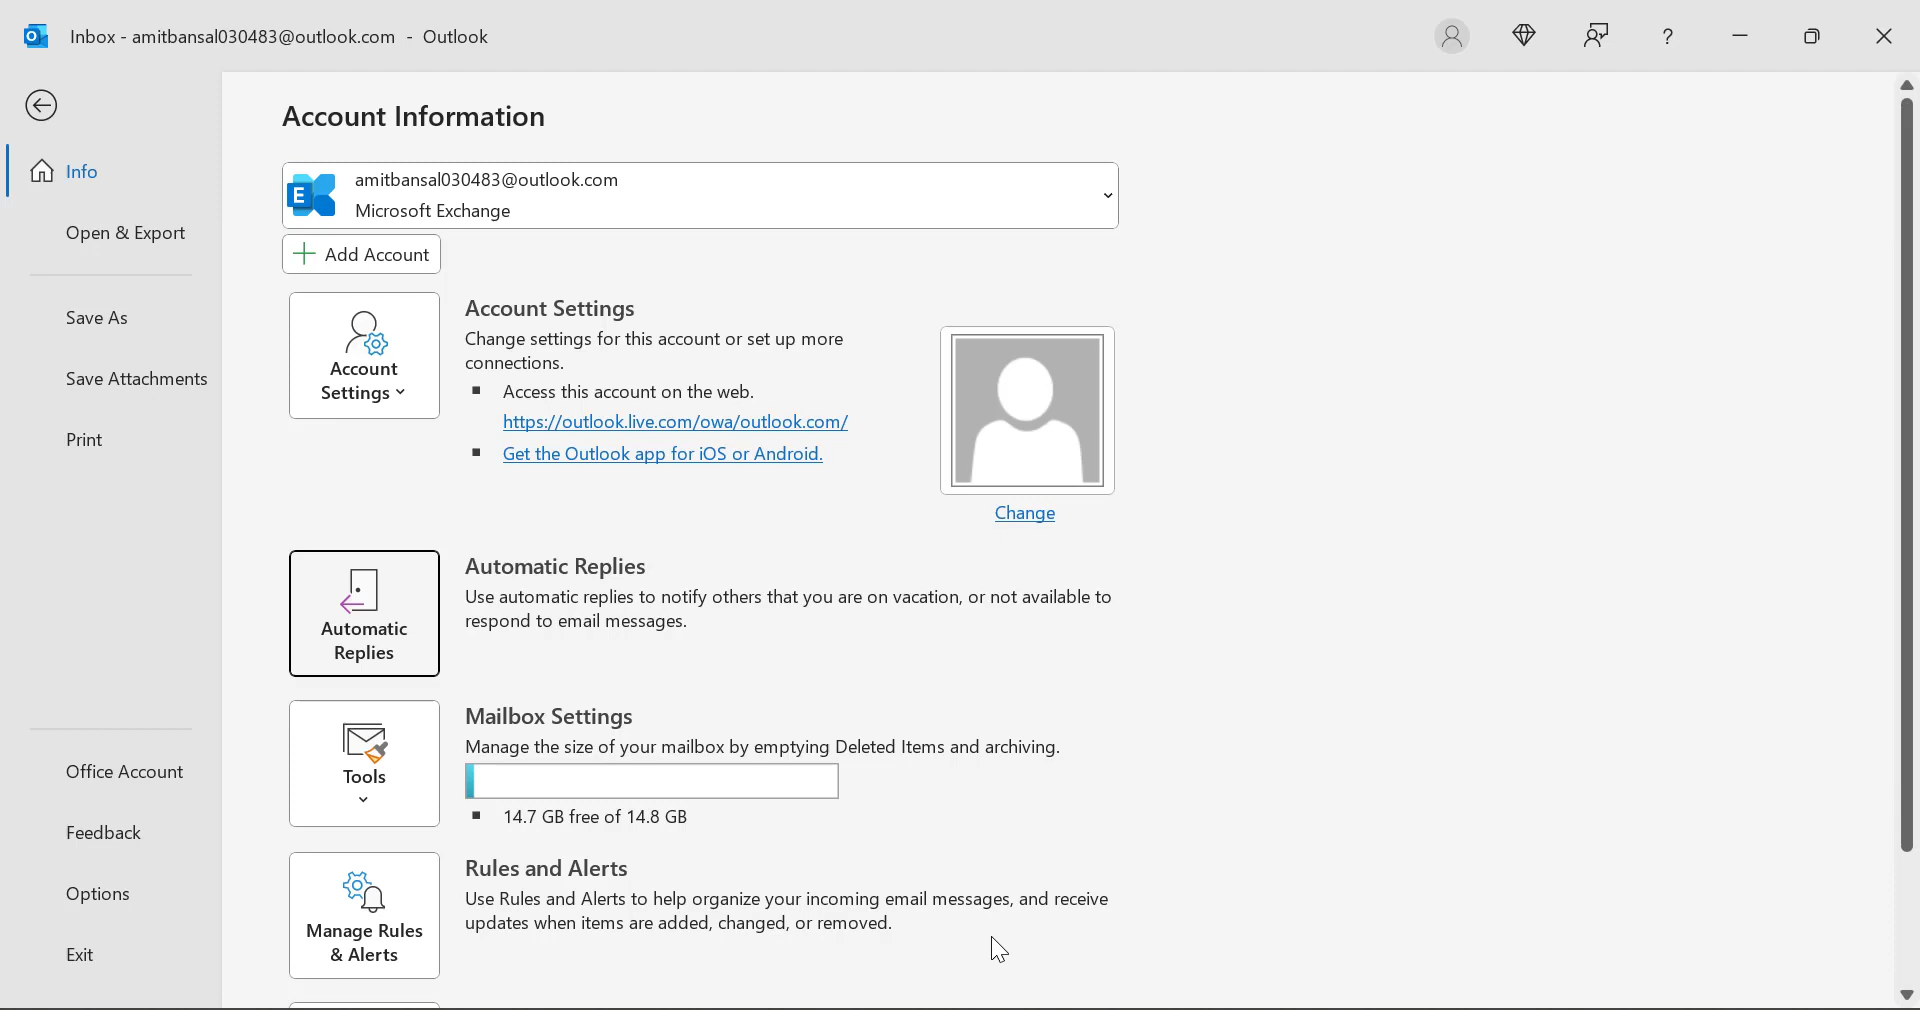 Inbox - amitbansal030483@outlook.com - Outlook
?
Info
Open & Export
Save As
Save Attachments
Print
Office Account
Feedback
Options
Exit
Account Information
amitbansal030483@outlook.com
Microsoft Exchange
Add Account
Account
Settings
Account Settings
Change settings for this account or set up more
connections.
Access this account on the web.
https://outlook.live.com/owa/outlook.com/
Get the Outlook app for iOS or Android.
Change
Automatic
Replies
Automatic Replies
Use automatic replies to notify others that you are on vacation, or not available to
respond to email messages.
Tools
Mailbox Settings
Manage the size of your mailbox by emptying Deleted Items and archiving.
14.7 GB free of 14.8 GB
Manage Rules
& Alerts
Rules and Alerts
Use Rules and Alerts to help organize your incoming email messages, and receive
updates when items are added, changed, or removed.